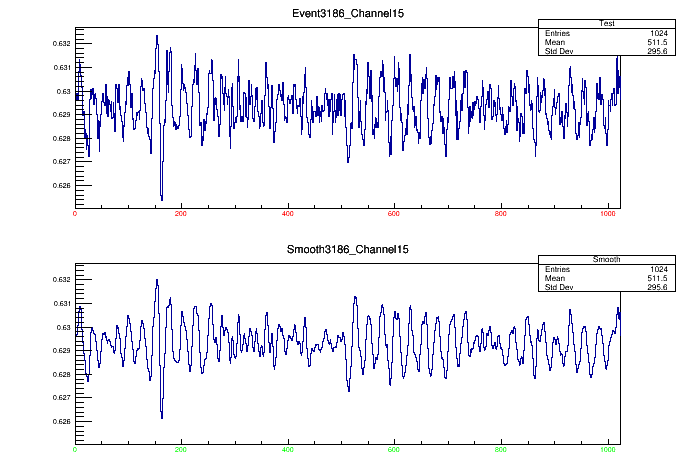 Event3186_Channel15
Test
Entries 1024
Mean 511.5
Std Dev 295.6
0.632
0.631
0.63
0.629
0.628
0.627
0.626
0 200 400 600 800 1000
Smooth3186_Channel15
Smooth
Entries 1024
Mean 511.5
Std Dev 295.6
0.632
0.631
0.63
0.629
0.628
0.627
0.626
0 200 400 600 800 1000